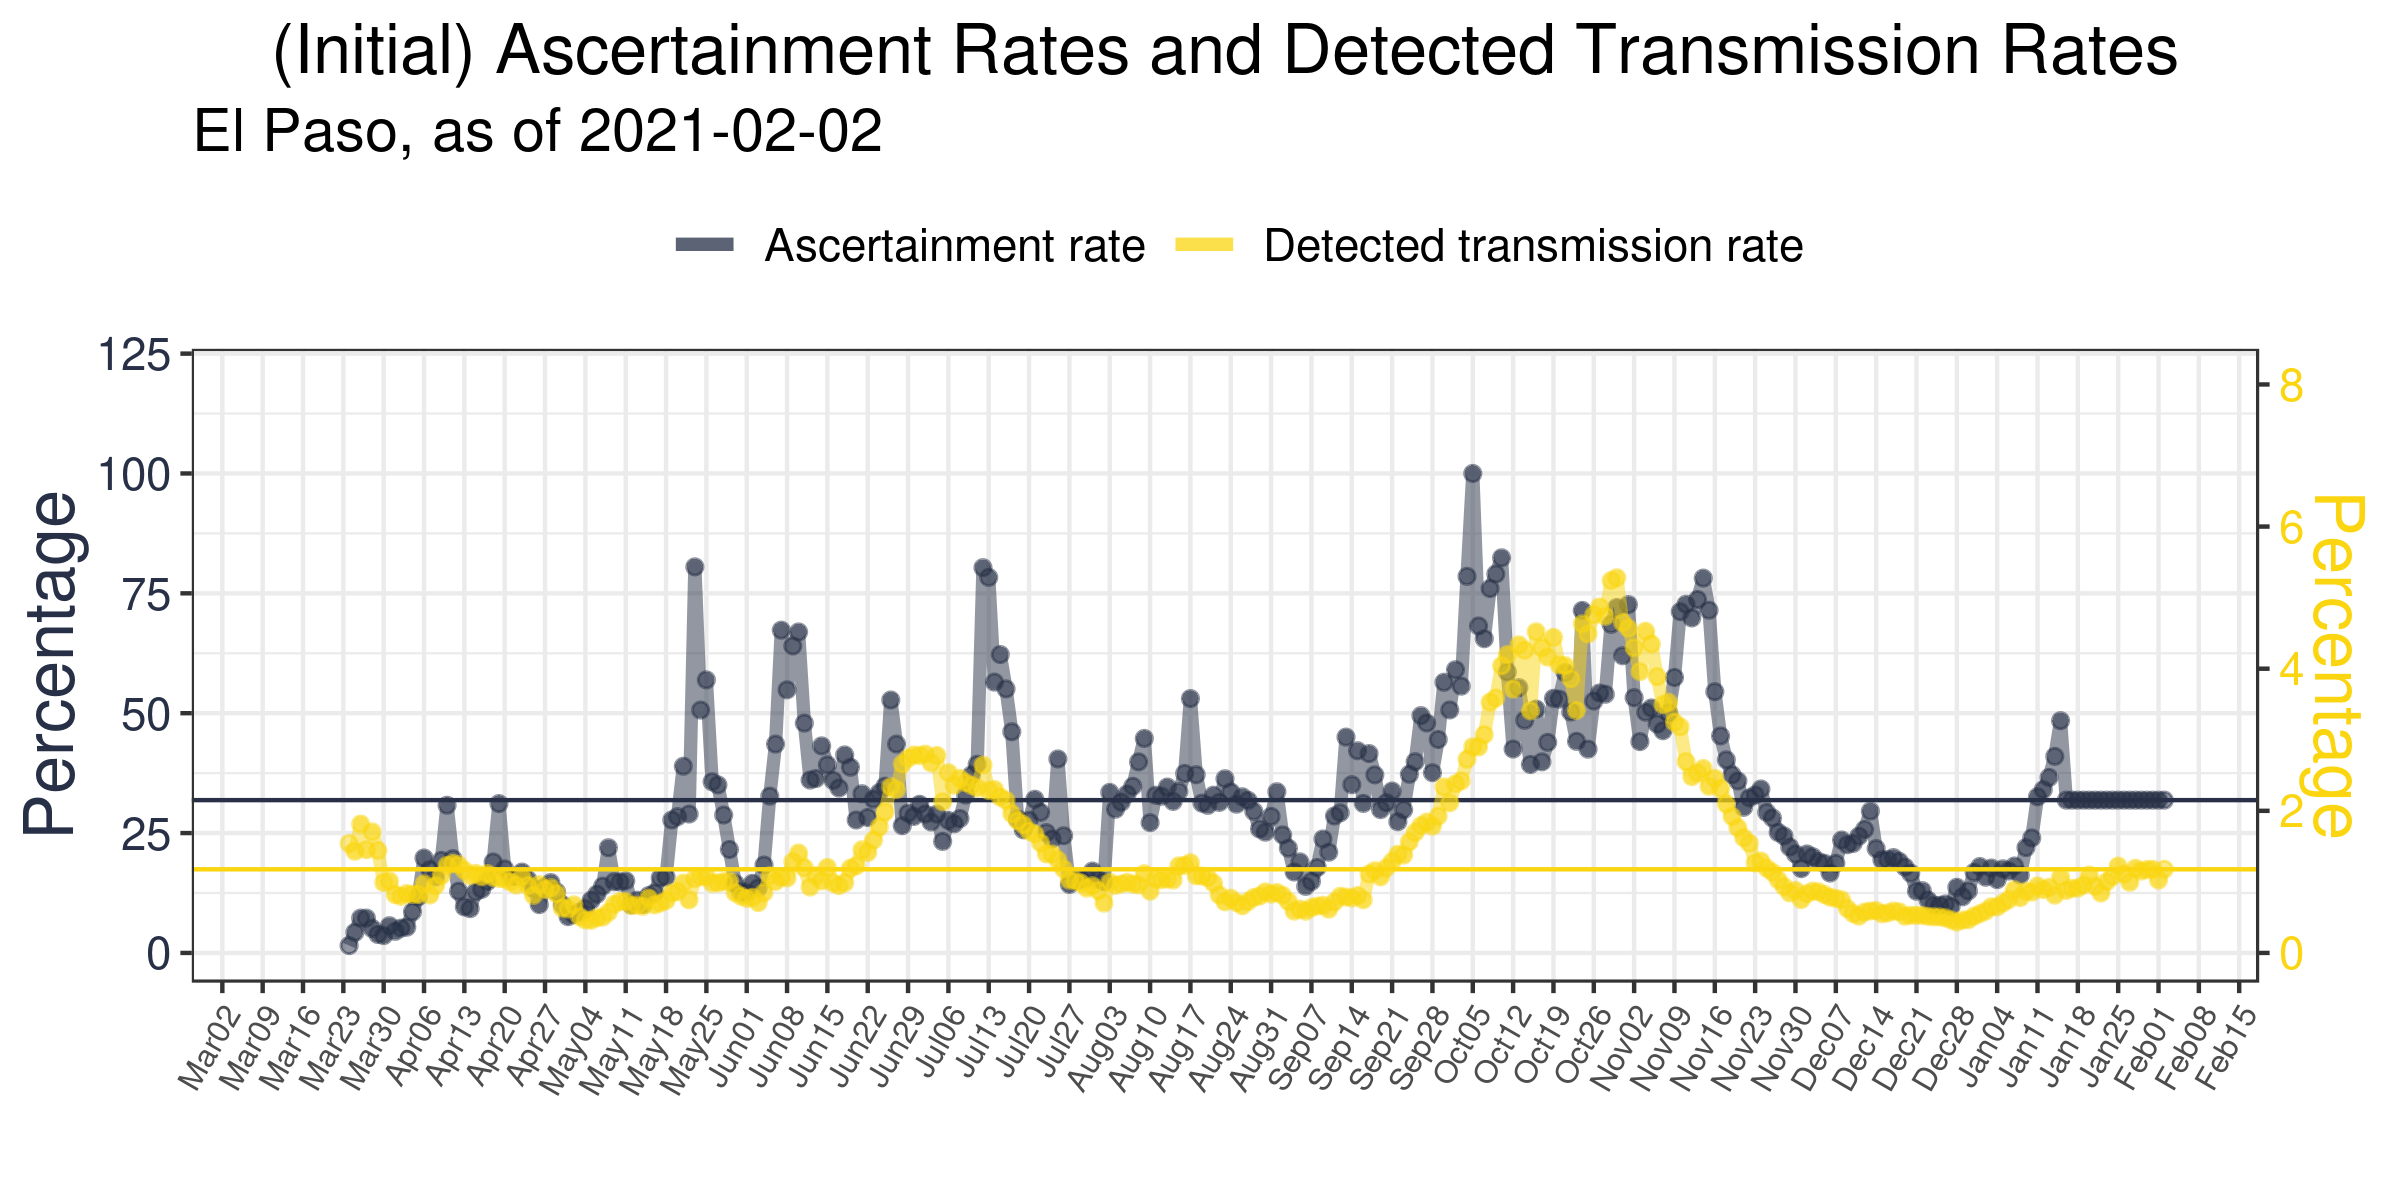 (Initial) Ascertainment Rates and Detected Transmission Rates
El Paso, as of 2021-02-02
Ascertainment rate
Detected transmission rate
Percentage
125
100
75
50
25
0
8
6
4
2
0
Percentage
Mar02
Mar09
Mar16
Mar23
Mar30
Apr06
Apr13
Apr20
Apr27
May04
May11
May18
May25
Jun01
Jun08
Jun15
Jun22
Jun29
Jul06
Jul13
Jul20
Jul27
Aug03
Aug10
Aug17
Aug24
Aug31
Sep07
Sep14
Sep21
Sep28
Oct05
Oct12
Oct19
Oct26
Nov02
Nov09
Nov16
Nov23
Nov30
Dec07
Dec14
Dec21
Dec28
Jan04
Jan11
Jan18
Jan25
Feb01
Feb08
Feb15